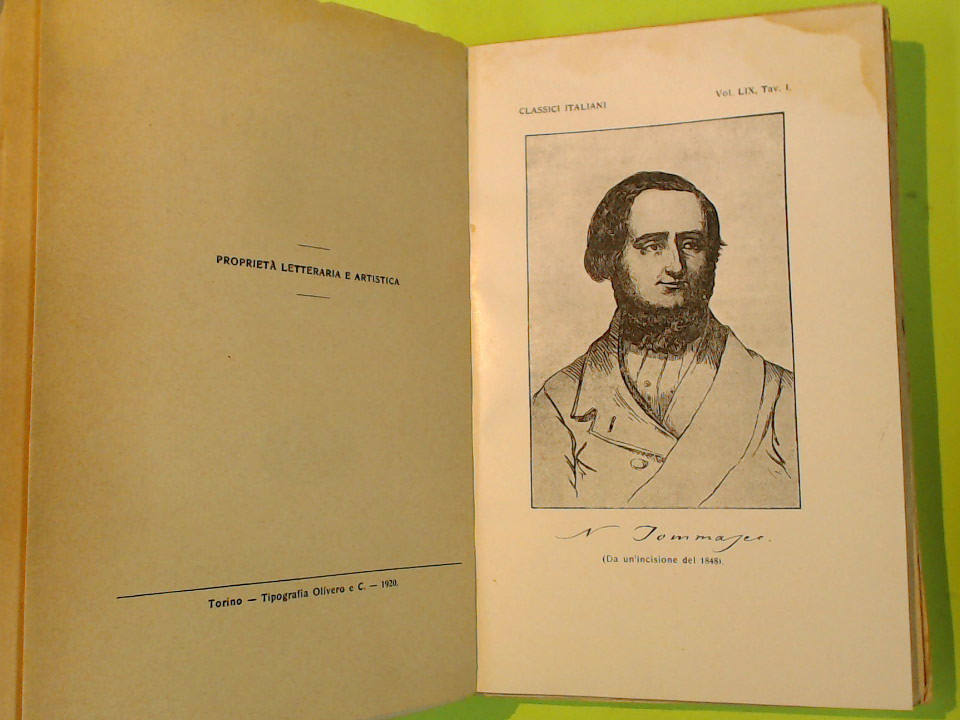 PROPRIETÀ LETTERARIA E ARTISTICA
Torino — Tipografia Olivero e C. — 1920.
CLASSICI ITALIANI
Vol. LIX, Tav. I.
N Tommaseo.
(Da un'incisione del 1848).